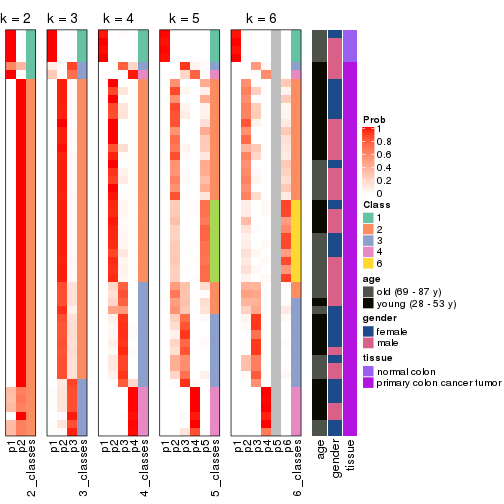 k = 2 k = 3 k = 4 k = 5 k = 6
Prob
1
0.8
0.6
0.4
0.2
0
Class
1
2
3
4
6
age
old (69 - 87 y)
young (28 - 53 y)
gender
female
male
tissue
normal colon
primary colon cancer tumor
p1
p2
2_classes
p1
p2
p3
3_classes
p1
p2
p3
p4
4_classes
p1
p2
p3
p4
p5
5_classes
p1
p2
p3
p4
p5
p6
6_classes
age
gender
tissue